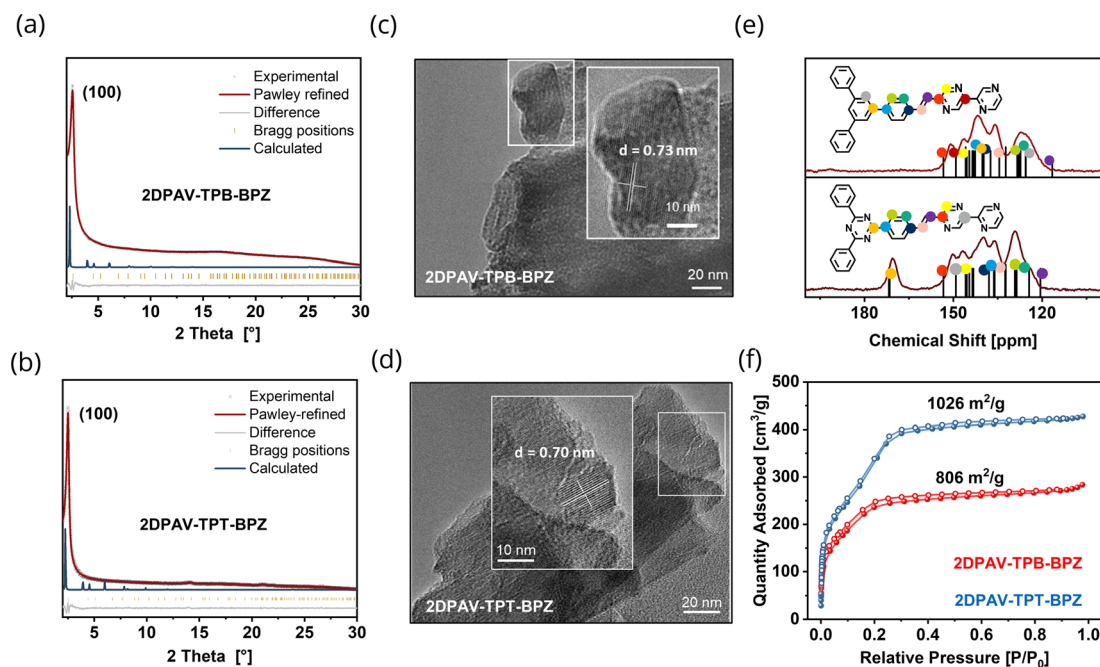 (a)
Experimental
(100)
Pawley refined
Difference
Bragg positions
Calculated
2DPAV-TPB-BPZ
5 10 15 20 25 30
2 Theta [°]
(b)
Experimental
(100)
Pawley-refined
Difference
Bragg positions
Calculated
2DPAV-TPT-BPZ
5 10 15 20 25 30
2 Theta [°]
(c)
d = 0.73 nm
10 nm
2DPAV-TPB-BPZ
20 nm
(d)
d = 0.70 nm
10 nm
2DPAV-TPT-BPZ
20 nm
(e)
N
N
N
N
N
N
N
N
N
N
180 150 120
Chemical Shift [ppm]
(f)
500
400
300
200
100
0
1026 m²/g
806 m²/g
2DPAV-TPB-BPZ
2DPAV-TPT-BPZ
0.0 0.2 0.4 0.6 0.8 1.0
Quantity Adsorbed [cm³/g]
Relative Pressure [P/P₀]